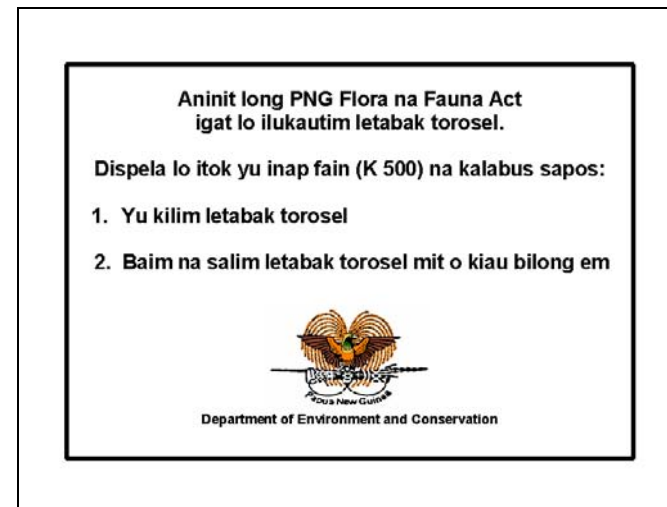 Aninit long PNG Flora na Fauna Act
igat lo ilukautim letabak torosel.
Dispela lo itok yu inap fain (K 500) na kalabus sapos:
1. Yu kilim letabak torosel
2. Baim na salim letabak torosel mit o kiau bilong em
Papua New Guinea
Department of Environment and Conservation